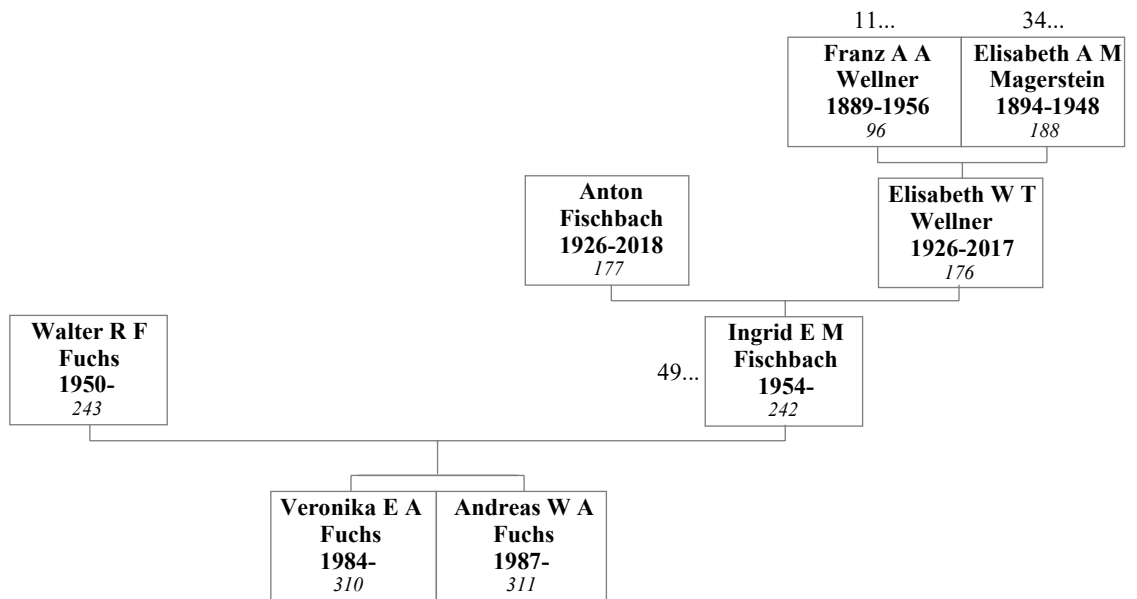 11...
34...
Franz A A
Wellner
1889-1956
96
Elisabeth A M
Magerstein
1894-1948
188
Anton
Fischbach
1926-2018
177
Elisabeth W T
Wellner
1926-2017
176
Walter R F
Fuchs
1950-
243
49...
Ingrid E M
Fischbach
1954-
242
Veronika E A
Fuchs
1984-
310
Andreas W A
Fuchs
1987-
311